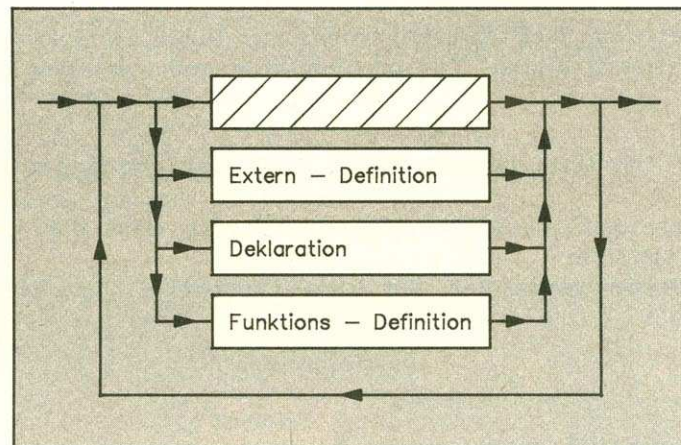 Extern – Definition
Deklaration
Funktions – Definition